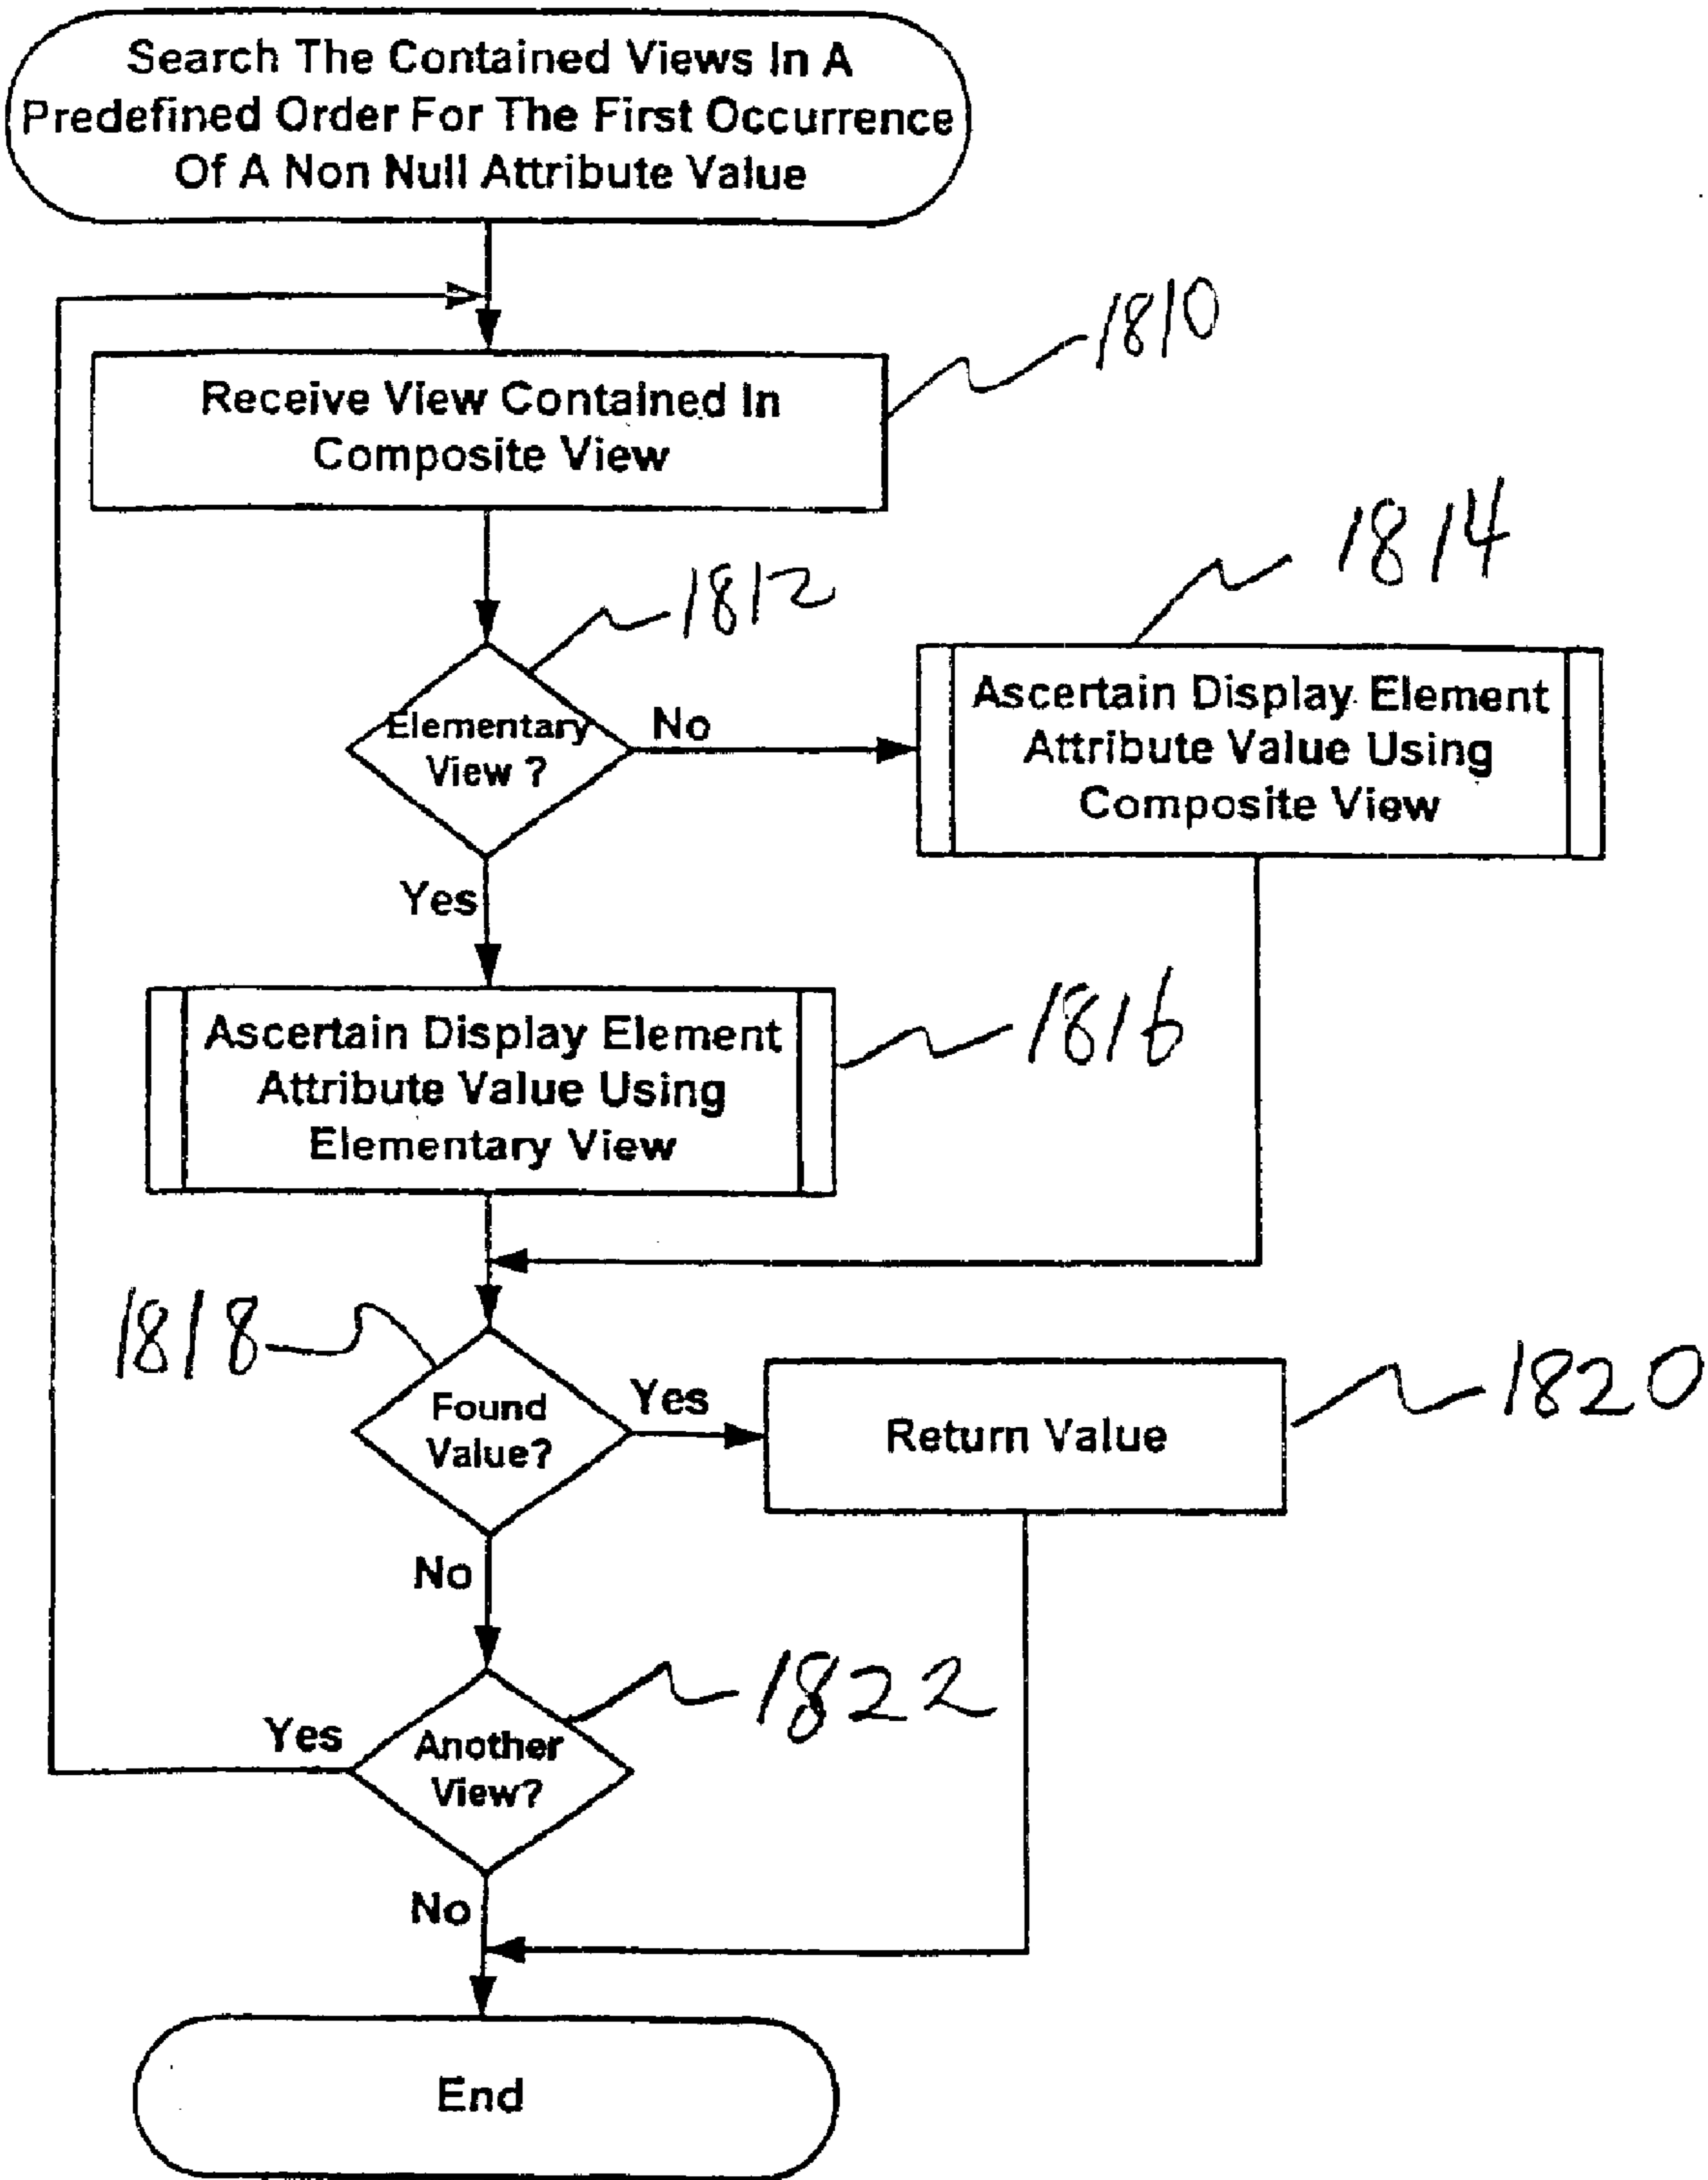 Search The Contained Views In A
Predefined Order For The First Occurrence
Of A Non Null Attribute Value
1810
Receive View Contained In
Composite View
1812
1814
Elementary
View ?
No
Ascertain Display Element
Attribute Value Using
Composite View
Yes
Ascertain Display Element
Attribute Value Using
Elementary View
1816
1818
Found
Value?
Yes
Return Value
1820
No
1822
Yes
Another
View?
No
End